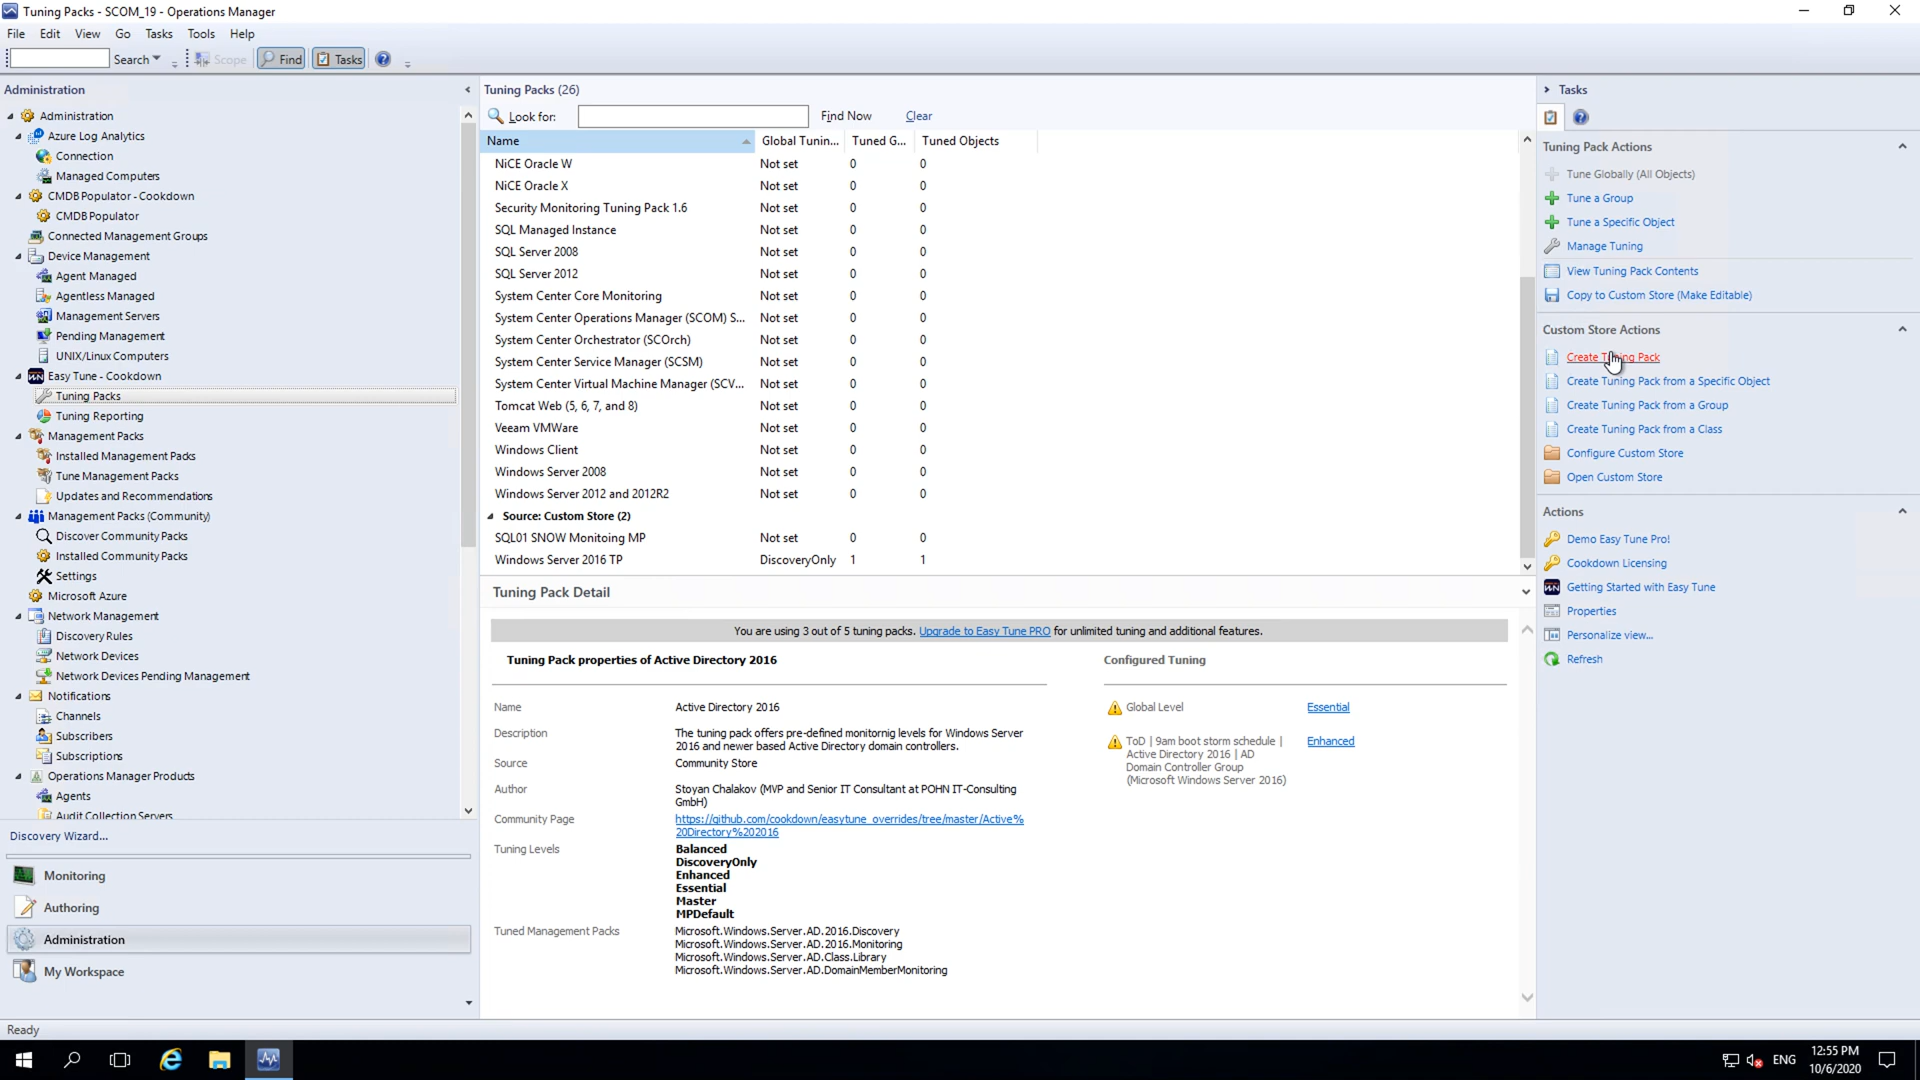 Tuning Packs - SCOM_19 - Operations Manager
File Edit View Go Tasks Tools Help
Search Scope Find Tasks
Administration
Administration
Azure Log Analytics
Connection
Managed Computers
CMDB Populator - Cookdown
CMDB Populator
Connected Management Groups
Device Management
Agent Managed
Agentless Managed
Management Servers
Pending Management
UNIX/Linux Computers
Easy Tune - Cookdown
Tuning Packs
Tuning Reporting
Management Packs
Installed Management Packs
Tune Management Packs
Updates and Recommendations
Management Packs (Community)
Discover Community Packs
Installed Community Packs
Settings
Microsoft Azure
Network Management
Discovery Rules
Network Devices
Network Devices Pending Management
Notifications
Channels
Subscribers
Subscriptions
Operations Manager Products
Agents
Audit Collection Servers
Discovery Wizard...
Monitoring
Authoring
Administration
My Workspace
Ready
Tuning Packs (26)
Look for: Find Now Clear
Name Global Tunin... Tuned G... Tuned Objects
NiCE Oracle W Not set 0 0
NiCE Oracle X Not set 0 0
Security Monitoring Tuning Pack 1.6 Not set 0 0
SQL Managed Instance Not set 0 0
SQL Server 2008 Not set 0 0
SQL Server 2012 Not set 0 0
System Center Core Monitoring Not set 0 0
System Center Operations Manager (SCOM) S... Not set 0 0
System Center Orchestrator (SCOrch) Not set 0 0
System Center Service Manager (SCSM) Not set 0 0
System Center Virtual Machine Manager (SCV... Not set 0 0
Tomcat Web (5, 6, 7, and 8) Not set 0 0
Veeam VMWare Not set 0 0
Windows Client Not set 0 0
Windows Server 2008 Not set 0 0
Windows Server 2012 and 2012R2 Not set 0 0
Source: Custom Store (2)
SQL01 SNOW Monitoing MP Not set 0 0
Windows Server 2016 TP DiscoveryOnly 1 1
Tuning Pack Detail
You are using 3 out of 5 tuning packs. Upgrade to Easy Tune PRO for unlimited tuning and additional features.
Tuning Pack properties of Active Directory 2016
Name Active Directory 2016
Description The tuning pack offers pre-defined monitornig levels for Windows Server
2016 and newer based Active Directory domain controllers.
Source Community Store
Author Stoyan Chalakov (MVP and Senior IT Consultant at POHN IT-Consulting
GmbH)
Community Page https://github.com/cookdown/easytune_overrides/tree/master/Active%
20Directory%202016
Tuning Levels Balanced
DiscoveryOnly
Enhanced
Essential
Master
MPDefault
Tuned Management Packs Microsoft.Windows.Server.AD.2016.Discovery
Microsoft.Windows.Server.AD.2016.Monitoring
Microsoft.Windows.Server.AD.Class.Library
Microsoft.Windows.Server.AD.DomainMemberMonitoring
Configured Tuning
Global Level Essential
ToD | 9am boot storm schedule | Enhanced
Active Directory 2016 | AD
Domain Controller Group
(Microsoft Windows Server 2016)
Tasks
Tuning Pack Actions
Tune Globally (All Objects)
Tune a Group
Tune a Specific Object
Manage Tuning
View Tuning Pack Contents
Copy to Custom Store (Make Editable)
Custom Store Actions
Create Tuning Pack
Create Tuning Pack from a Specific Object
Create Tuning Pack from a Group
Create Tuning Pack from a Class
Configure Custom Store
Open Custom Store
Actions
Demo Easy Tune Pro!
Cookdown Licensing
Getting Started with Easy Tune
Properties
Personalize view...
Refresh
ENG
12:55 PM
10/6/2020